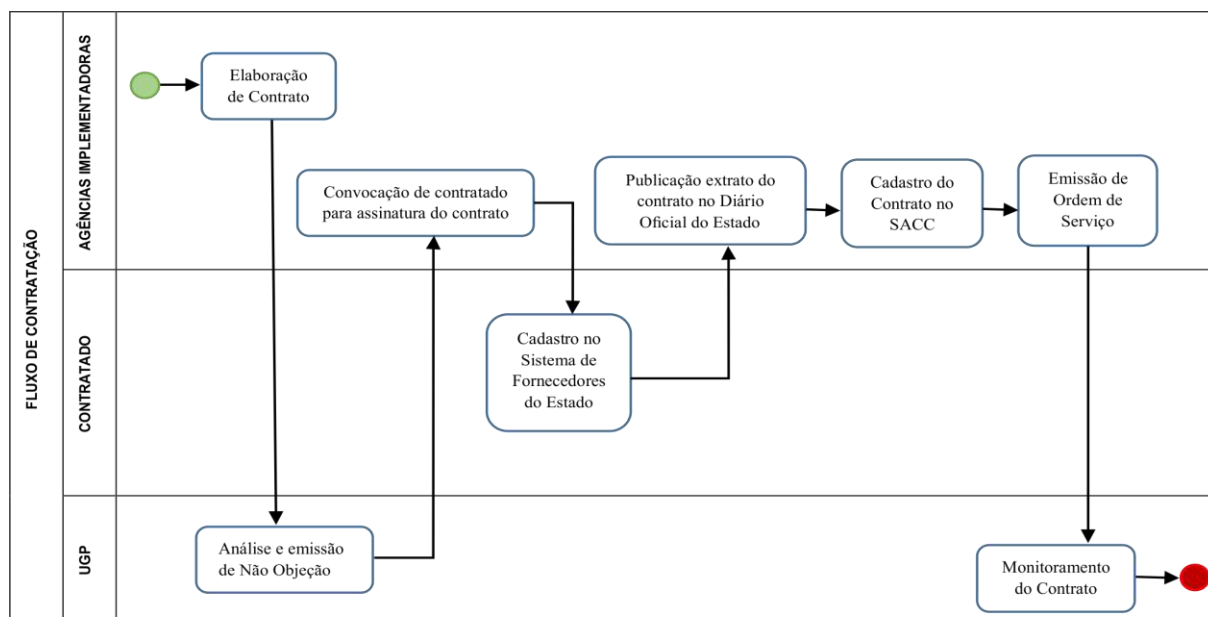 FLUXO DE CONTRATAÇÃO
AGÊNCIAS IMPLEMENTADORAS
Elaboração
de Contrato
Convocação de contratado
para assinatura do contrato
Publicação extrato do
contrato no Diário
Oficial do Estado
Cadastro do
Contrato no
SACC
Emissão de
Ordem de
Serviço
CONTRATADO
Cadastro no
Sistema de
Fornecedores
do Estado
UGP
Análise e emissão
de Não Objeção
Monitoramento
do Contrato